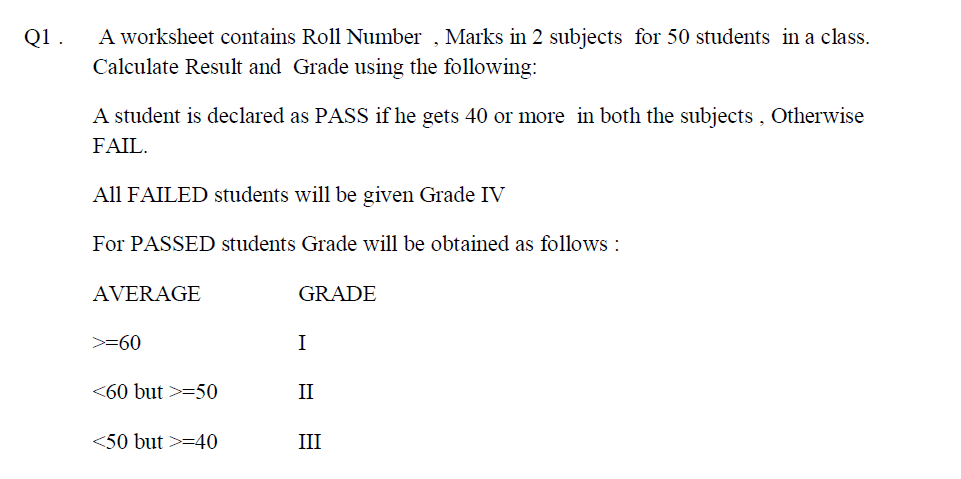 Q1 . A worksheet contains Roll Number , Marks in 2 subjects for 50 students in a class.
Calculate Result and Grade using the following:
A student is declared as PASS if he gets 40 or more in both the subjects , Otherwise
FAIL.
All FAILED students will be given Grade IV
For PASSED students Grade will be obtained as follows :
AVERAGE GRADE
>=60 I
<60 but >=50 II
<50 but >=40 III